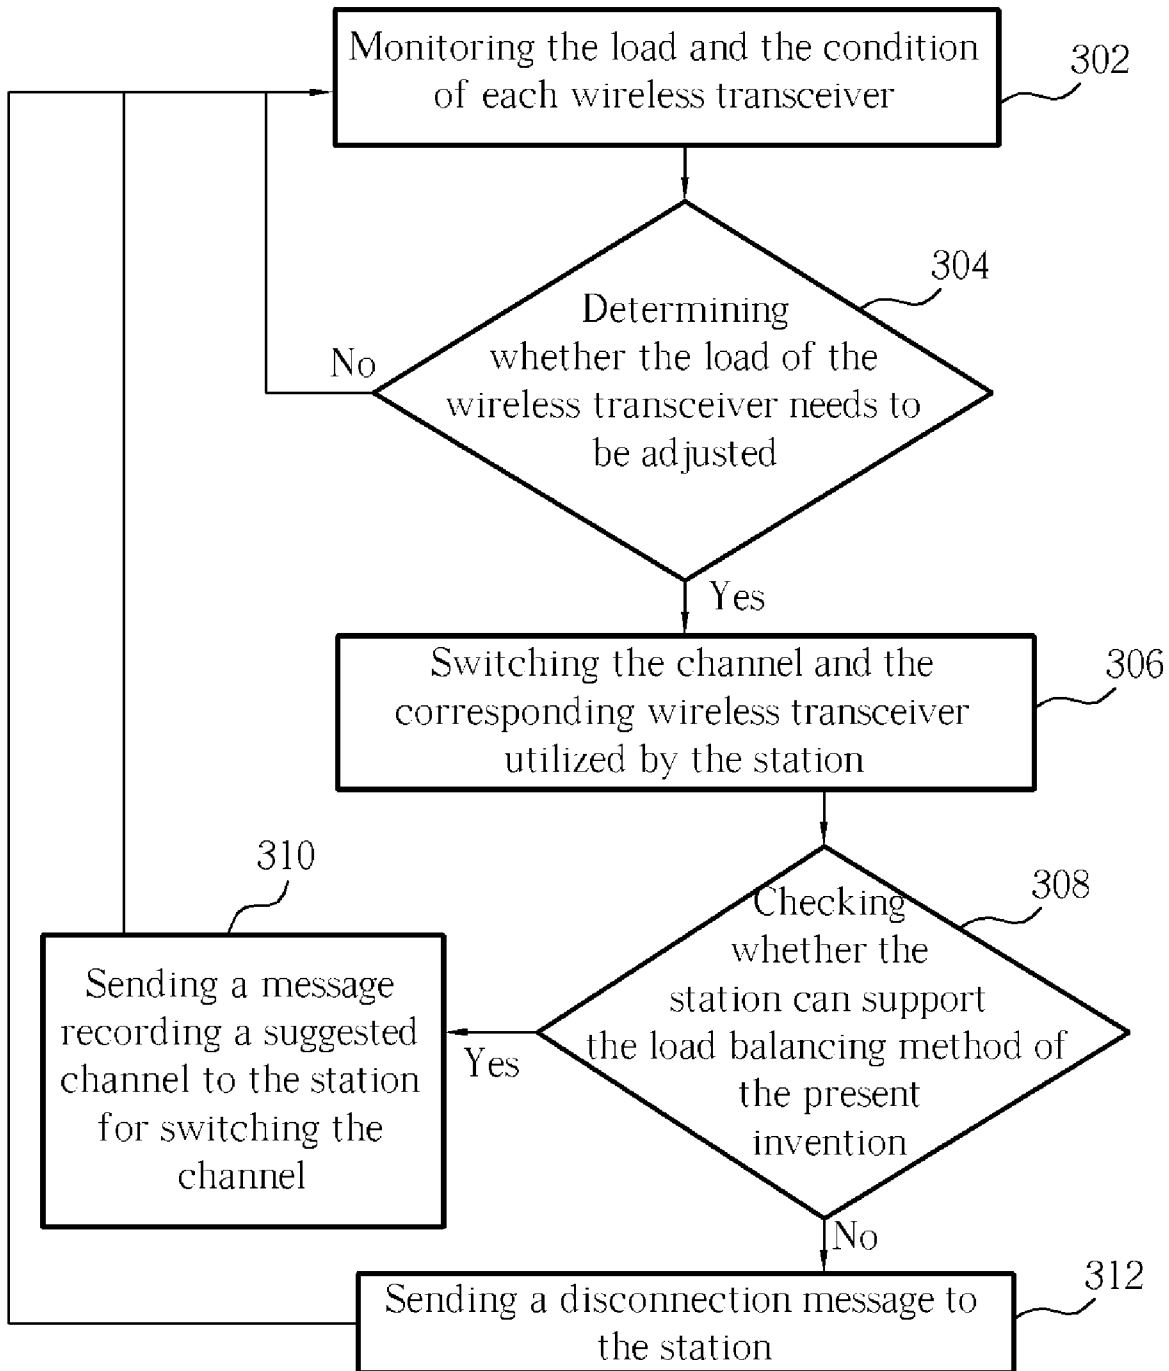 Monitoring the load and the condition
of each wireless transceiver
302
304
Determining
whether the load of the
wireless transceiver needs to
be adjusted
No
Yes
Switching the channel and the
corresponding wireless transceiver
utilized by the station
306
308
Checking
whether the
station can support
the load balancing method of
the present
invention
310
Sending a message
recording a suggested
channel to the station
for switching the
channel
Yes
No
Sending a disconnection message to
the station
312